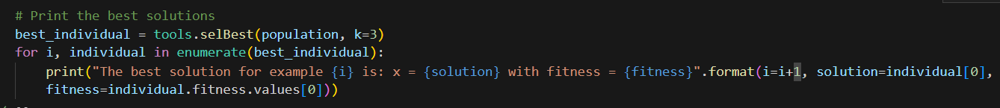 # Print the best solutions
best_individual = tools.selBest(population, k=3)
for i, individual in enumerate(best_individual):
    print("The best solution for example {i} is: x = {solution} with fitness = {fitness}".format(i=i+1, solution=individual[0],
    fitness=individual.fitness.values[0]))